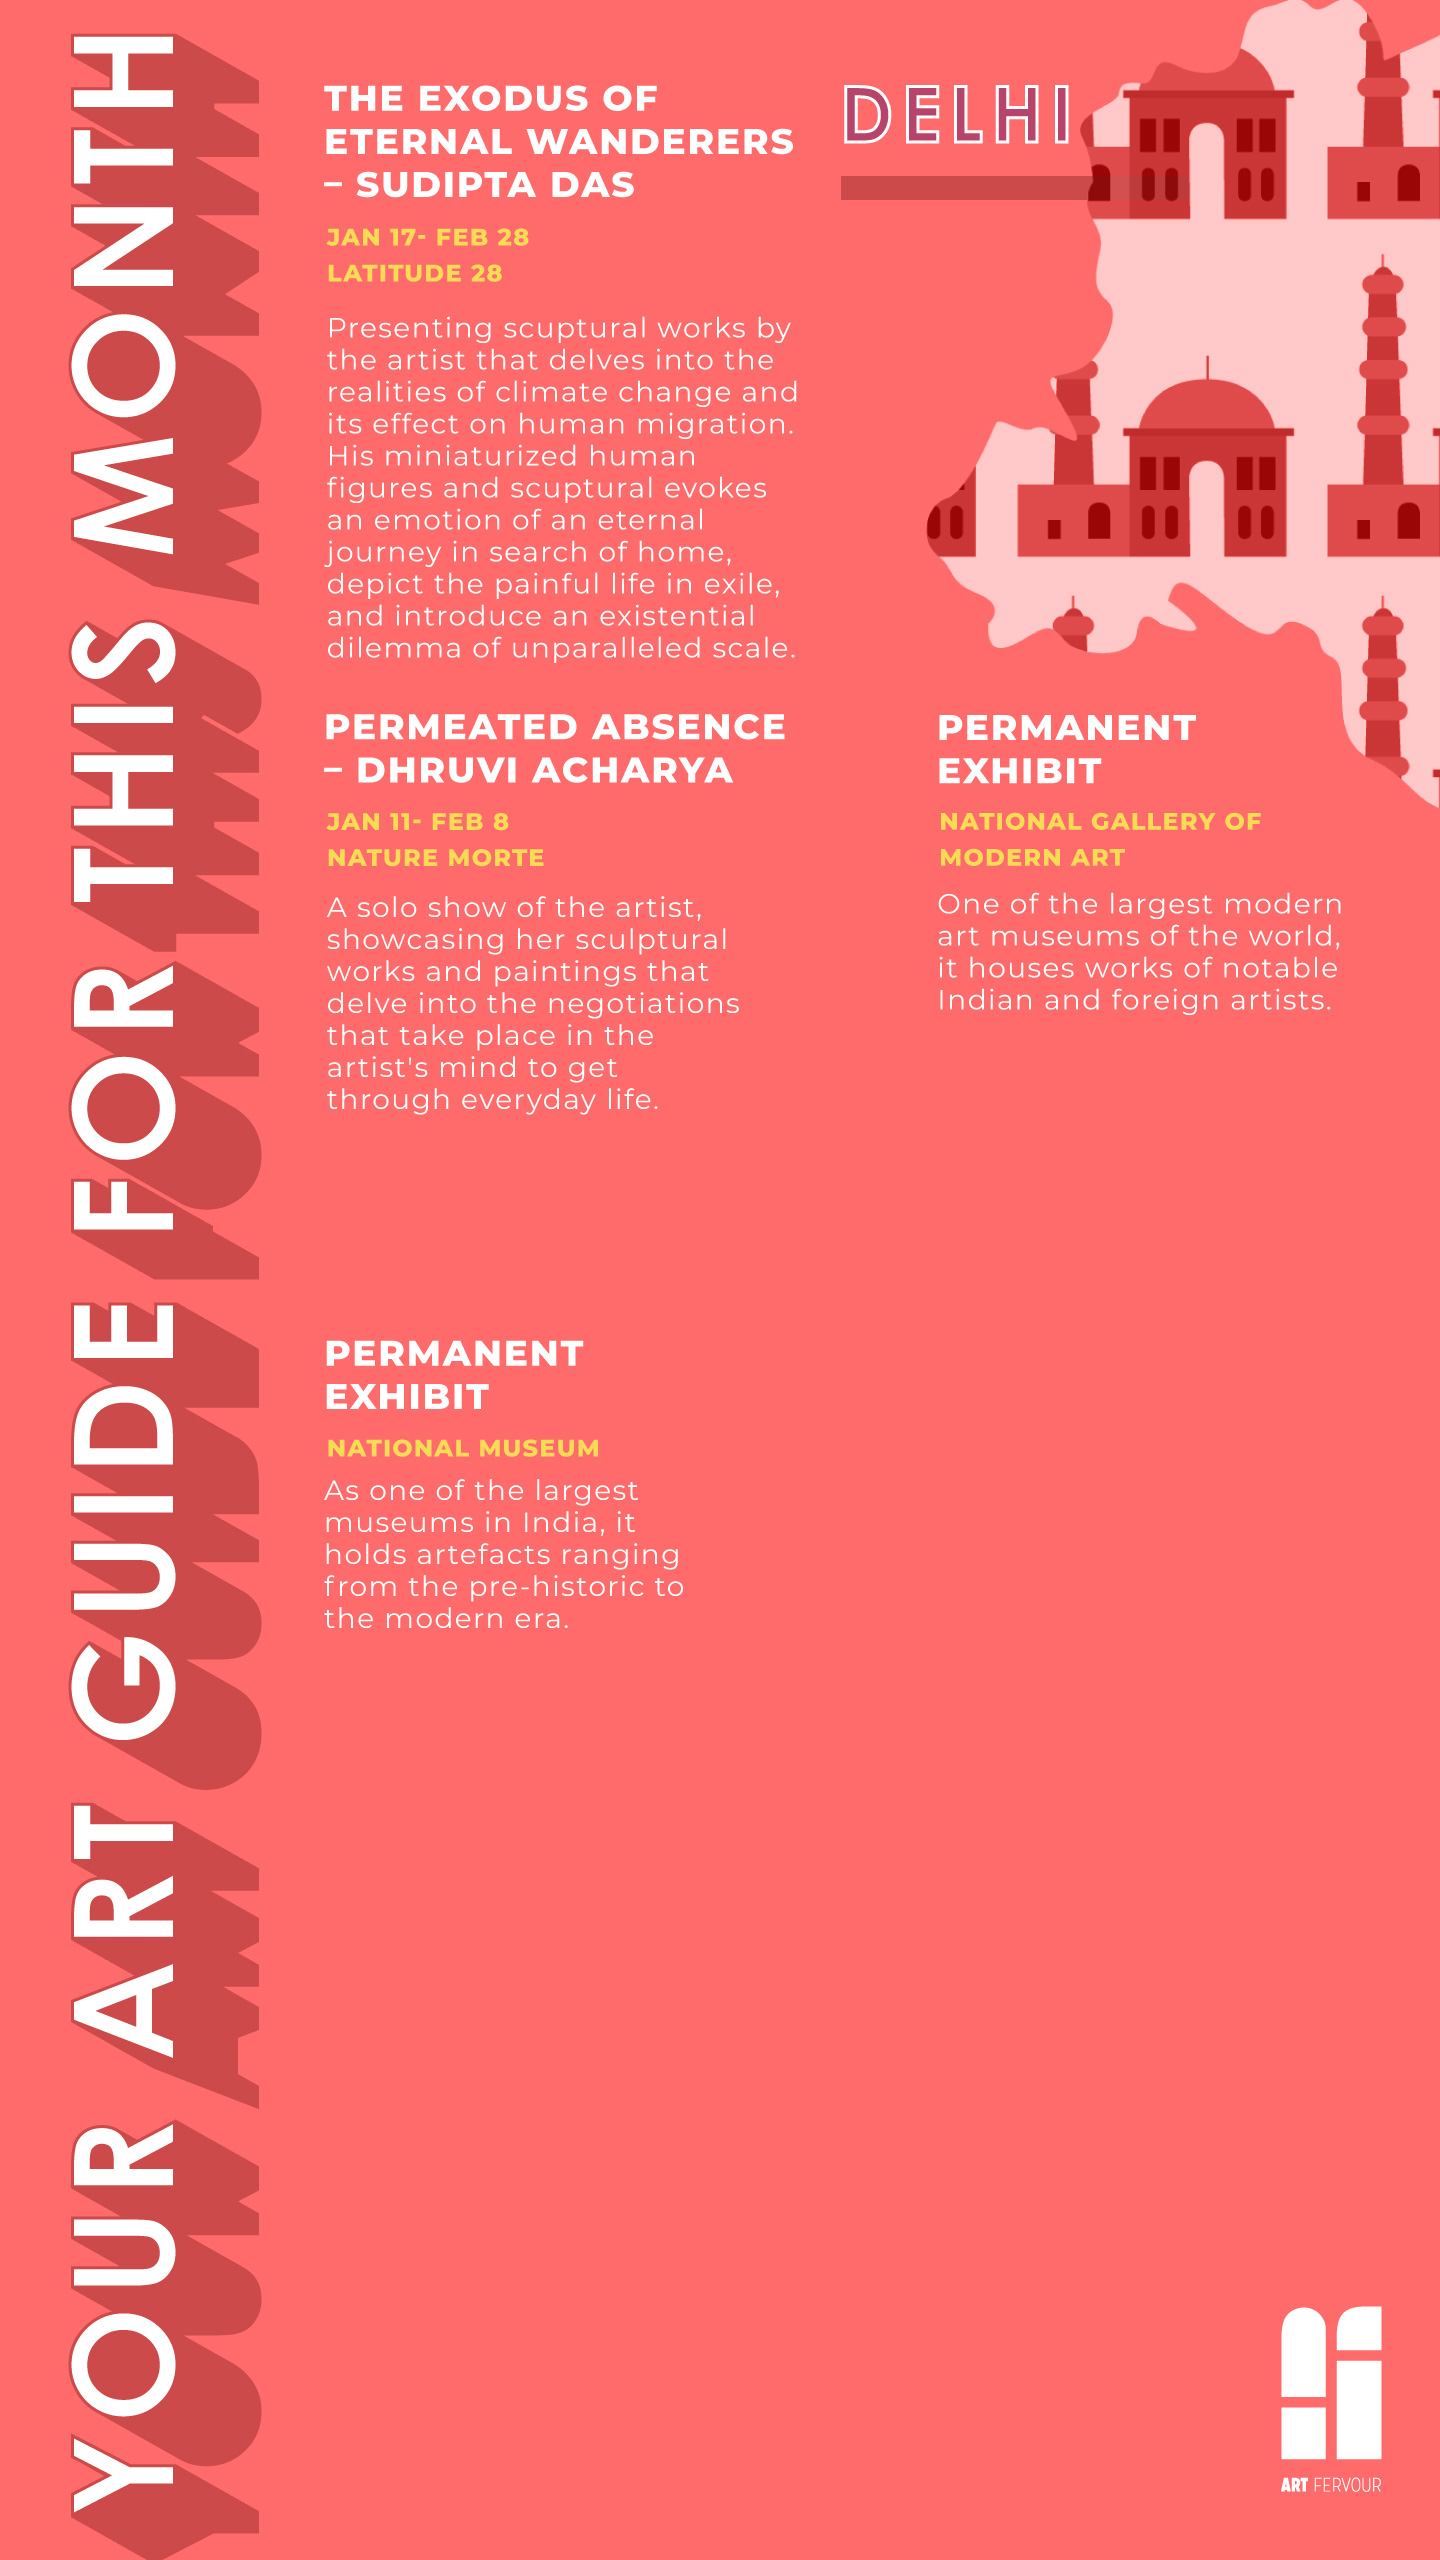 YOUR ART GUIDE FOR THIS MONTH
DELHI
THE EXODUS OF
ETERNAL WANDERERS
– SUDIPTA DAS
JAN 17- FEB 28
LATITUDE 28
Presenting scuptural works by
the artist that delves into the
realities of climate change and
its effect on human migration.
His miniaturized human
figures and scuptural evokes
an emotion of an eternal
journey in search of home,
depict the painful life in exile,
and introduce an existential
dilemma of unparalleled scale.
PERMEATED ABSENCE
– DHRUVI ACHARYA
JAN 11- FEB 8
NATURE MORTE
A solo show of the artist,
showcasing her sculptural
works and paintings that
delve into the negotiations
that take place in the
artist's mind to get
through everyday life.
PERMANENT
EXHIBIT
NATIONAL GALLERY OF
MODERN ART
One of the largest modern
art museums of the world,
it houses works of notable
Indian and foreign artists.
PERMANENT
EXHIBIT
NATIONAL MUSEUM
As one of the largest
museums in India, it
holds artefacts ranging
from the pre-historic to
the modern era.
ART FERVOUR